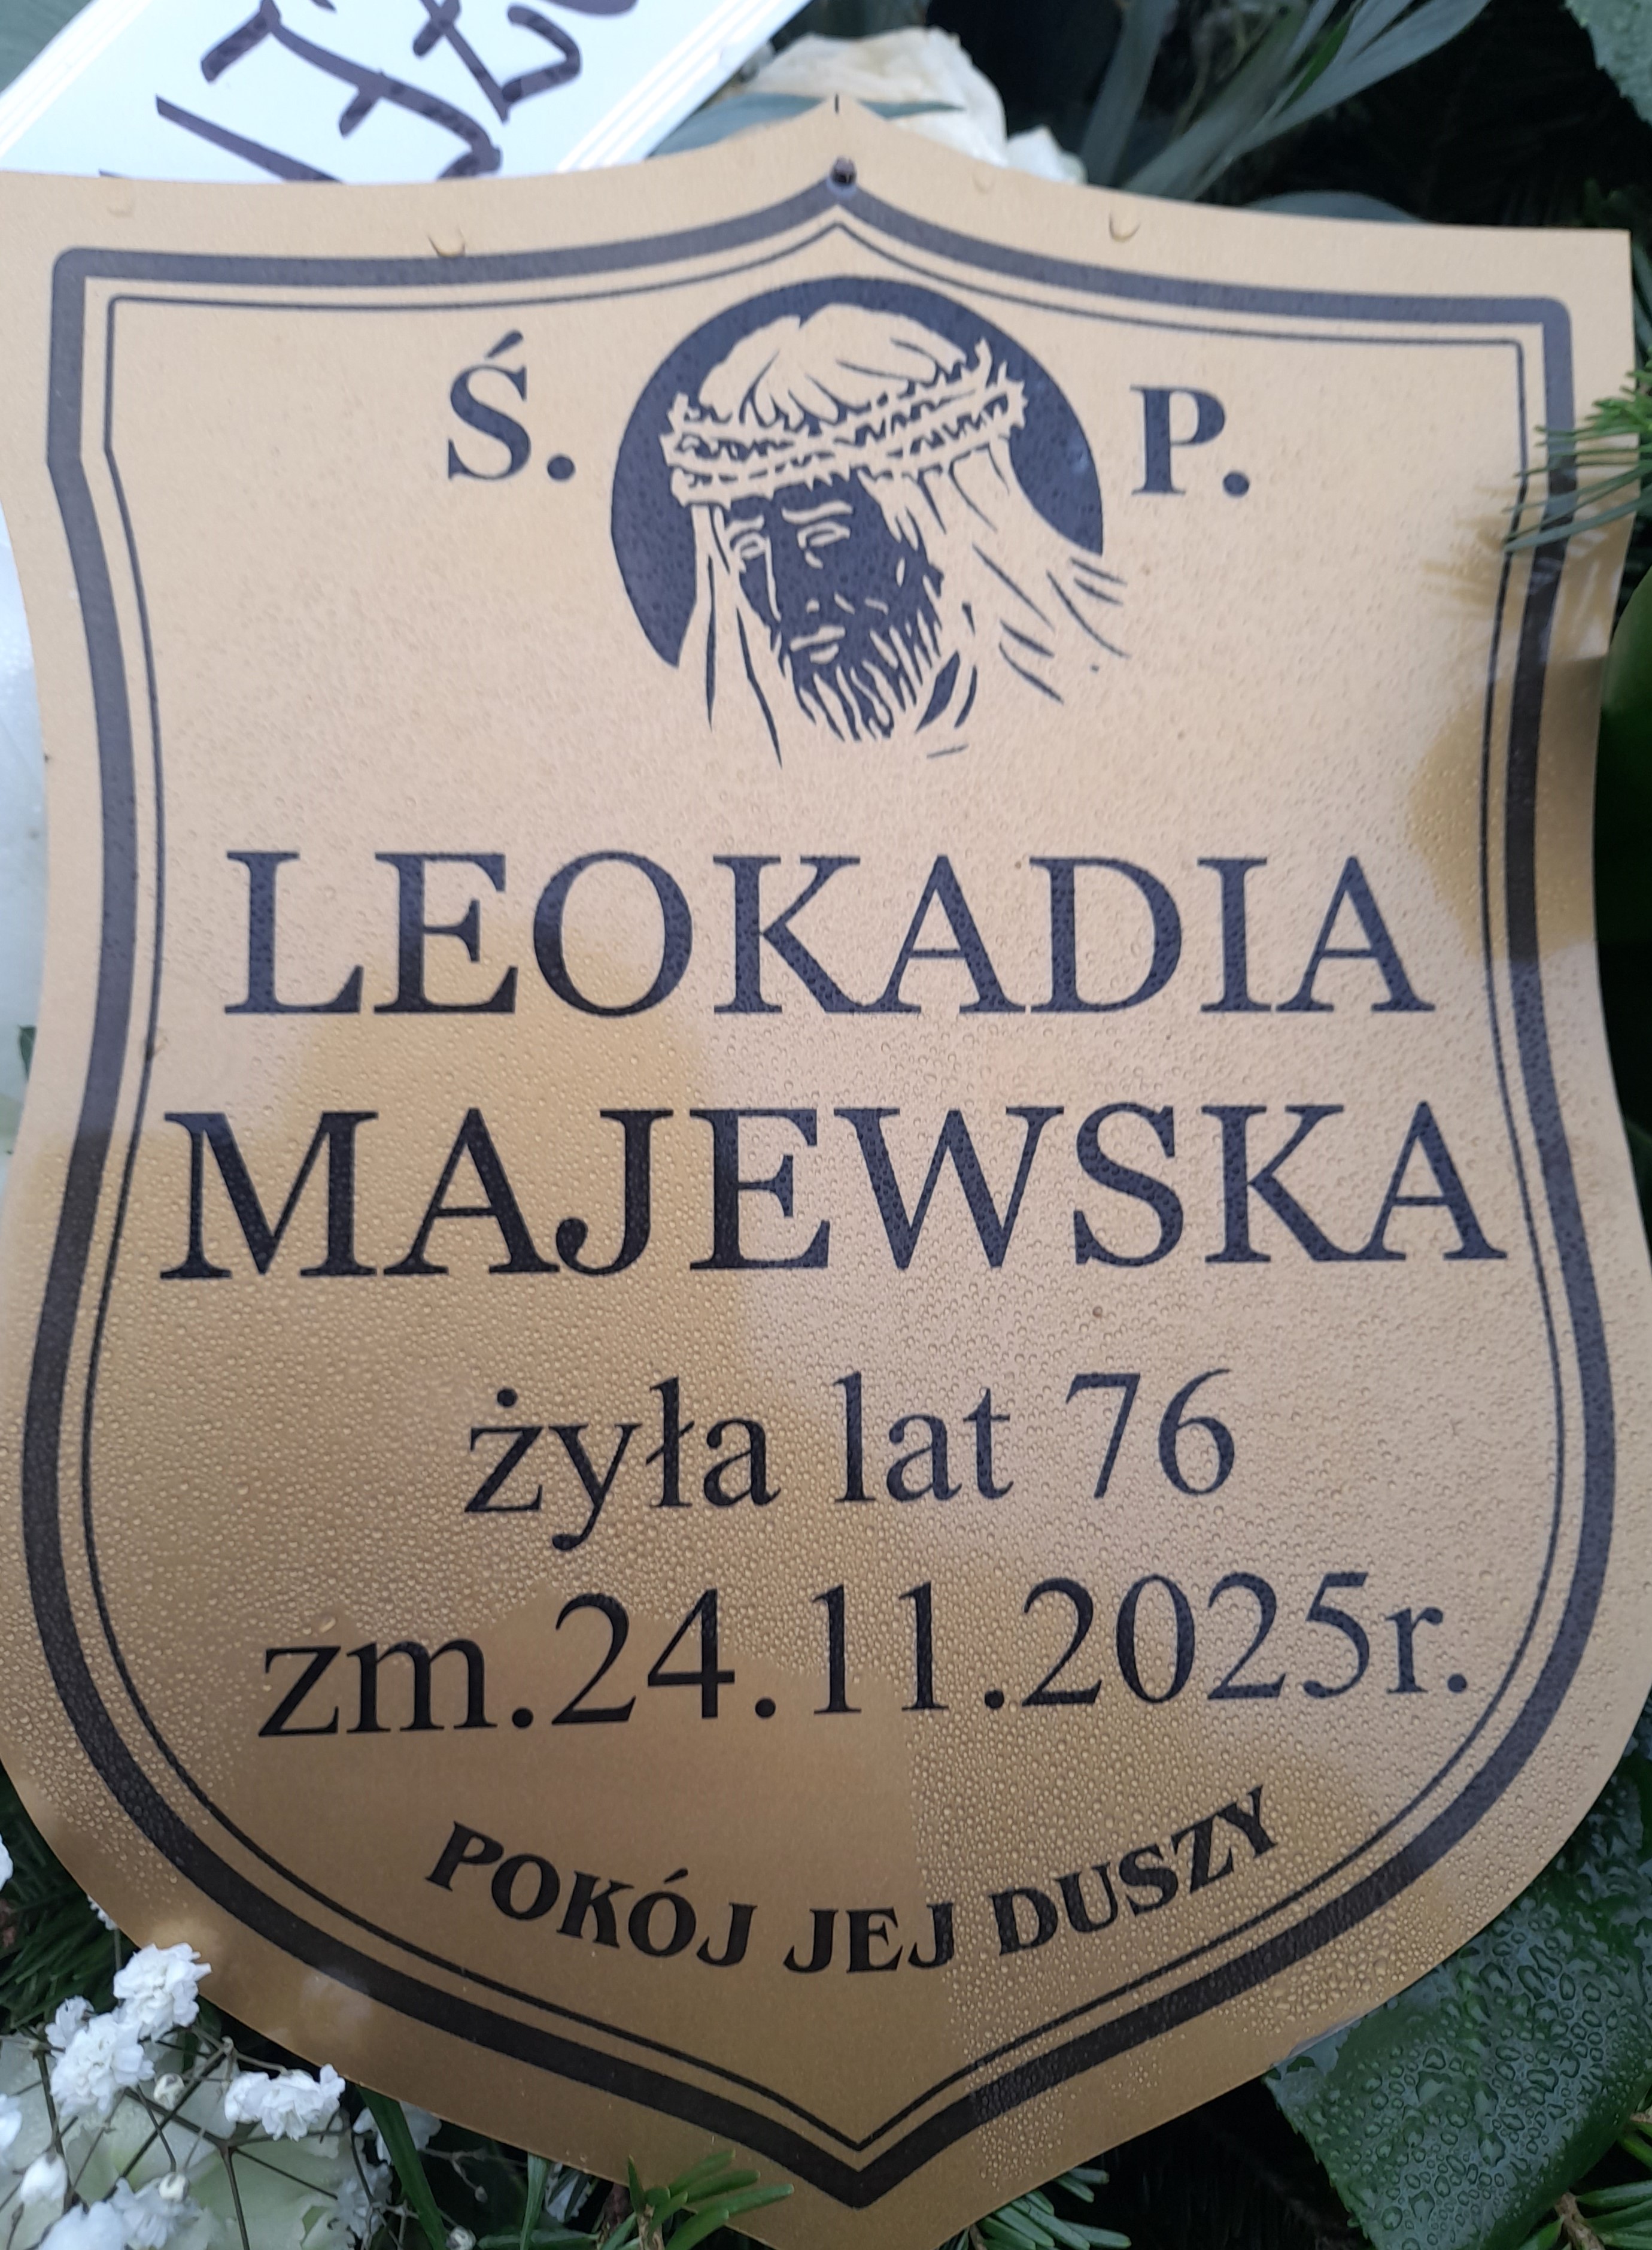 Ś. P.
LEOKADIA
MAJEWSKA
żyła lat 76
zm.24.11.2025r.
POKÓJ JEJ DUSZY